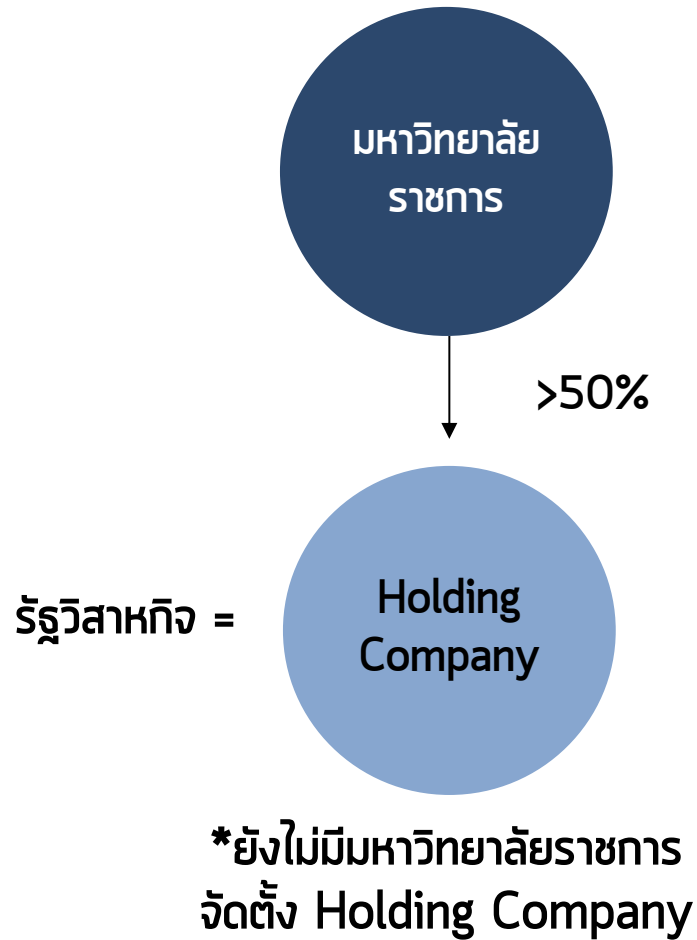 มหาวิทยาลัย
ราชการ
>50%
รัฐวิสาหกิจ =
Holding
Company
*ยังไม่มีมหาวิทยาลัยราชการ
จัดตั้ง Holding Company